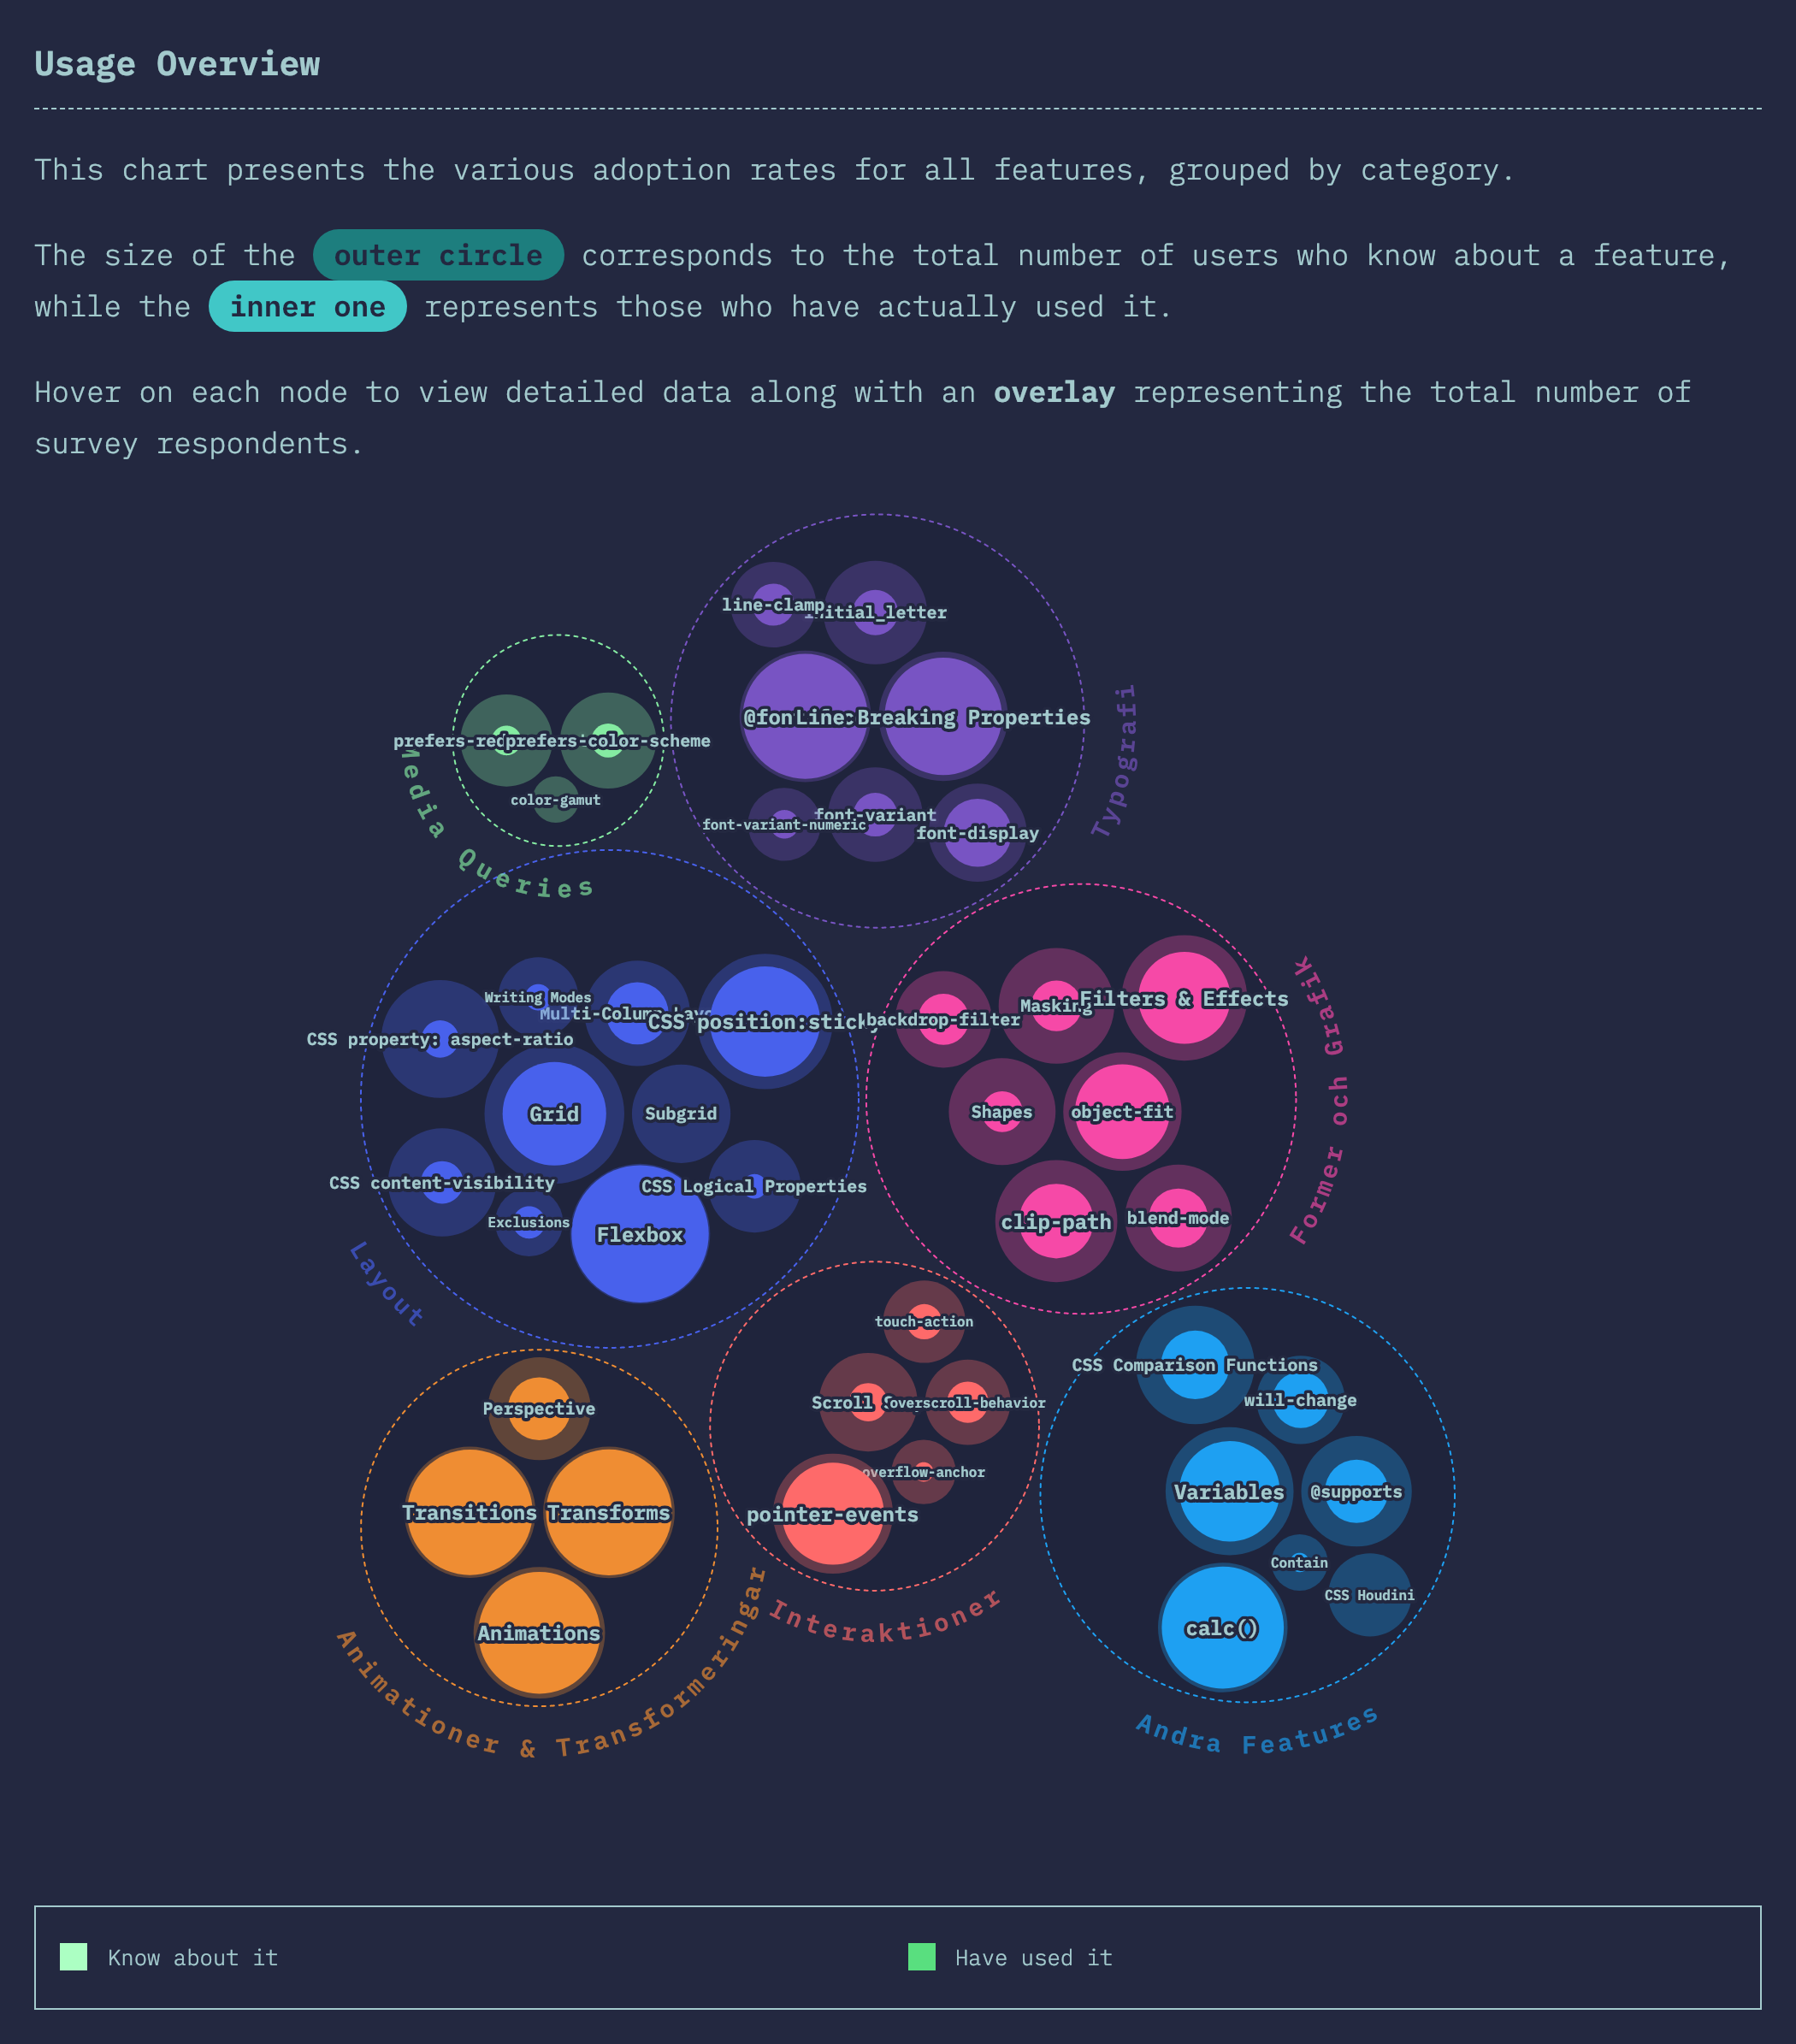 Usage Overview
This chart presents the various adoption rates for all features, grouped by category.
The size of the outer circle corresponds to the total number of users who know about a feature,
while the inner one represents those who have actually used it.
Hover on each node to view detailed data along with an overlay representing the total number of
survey respondents.
line-clamp
initial_letter
Line Breaking Properties
prefers-color-scheme
color-gamut
font-variant-numeric
font-variant
font-display
Typografi
Media Queries
Writing Modes
Multi-Column
CSS position:sticky
CSS property: aspect-ratio
Grid
Subgrid
CSS content-visibility
CSS Logical Properties
Exclusions
Flexbox
Layout
backdrop-filter
Masking
Filters & Effects
Shapes
object-fit
clip-path
blend-mode
Former och Grafik
touch-action
Scroll
overscroll-behavior
overflow-anchor
pointer-events
Interaktioner
Perspective
Transitions
Transforms
Animations
Animationer & Transformeringar
CSS Comparison Functions
will-change
Variables
@supports
Contain
CSS Houdini
calc()
Andra Features
Know about it
Have used it